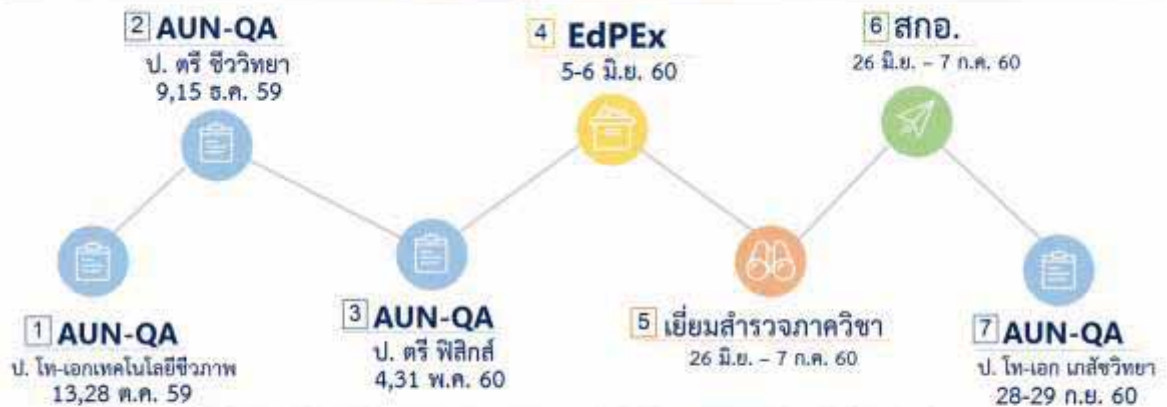 1 AUN-QA
ป. โท-เอกเทคโนโลยีชีวภาพ
13,28 ต.ค. 59
2 AUN-QA
ป. ตรี ชีววิทยา
9,15 ธ.ค. 59
3 AUN-QA
ป. ตรี ฟิสิกส์
4,31 พ.ค. 60
4 EdPEx
5-6 มิ.ย. 60
5 เยี่ยมสำรวจภาควิชา
26 มิ.ย. – 7 ก.ค. 60
6 สกอ.
26 มิ.ย. – 7 ก.ค. 60
7 AUN-QA
ป. โท-เอก เภสัชวิทยา
28-29 ก.ย. 60